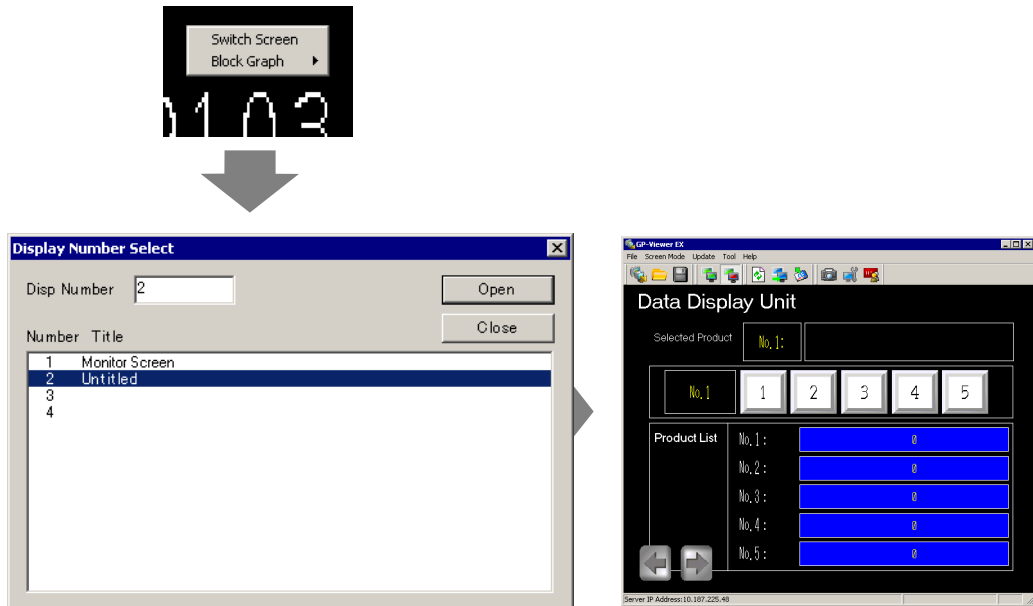 Switch Screen
Block Graph
Display Number Select
Disp Number 2
Open
Close
Number Title
1 Monitor Screen
2 Untitled
3
4
GP-Viewer EX
File Screen Mode Update Tool Help
Data Display Unit
Selected Product No.1:
No.1 1 2 3 4 5
Product List No.1: 0
No.2: 0
No.3: 0
No.4: 0
No.5: 0
Server IP Address:10.187.225.48